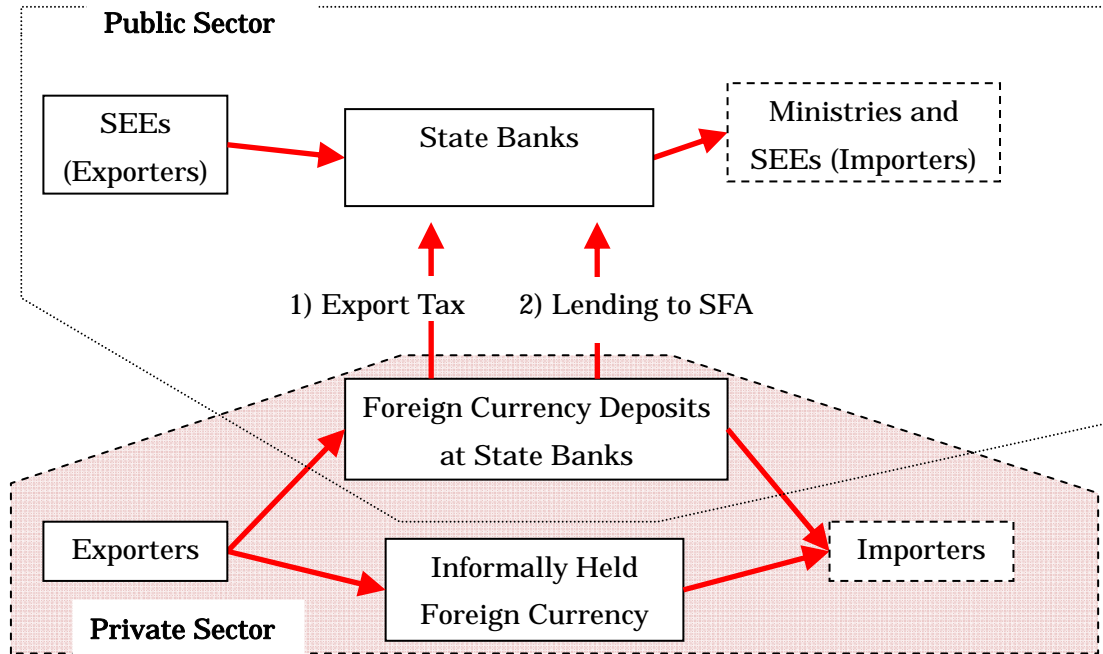 Public Sector
SEEs
(Exporters)
State Banks
Ministries and
SEEs (Importers)
1) Export Tax
2) Lending to SFA
Foreign Currency Deposits
at State Banks
Exporters
Informally Held
Foreign Currency
Importers
Private Sector